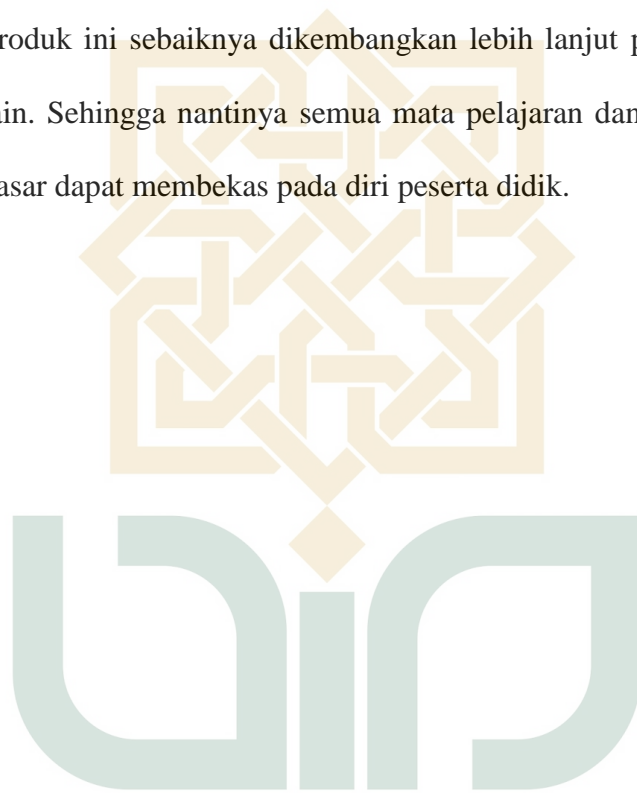 roduk ini sebaiknya dikembangkan lebih lanjut p
ain. Sehingga nantinya semua mata pelajaran dan
asar dapat membekas pada diri peserta didik.